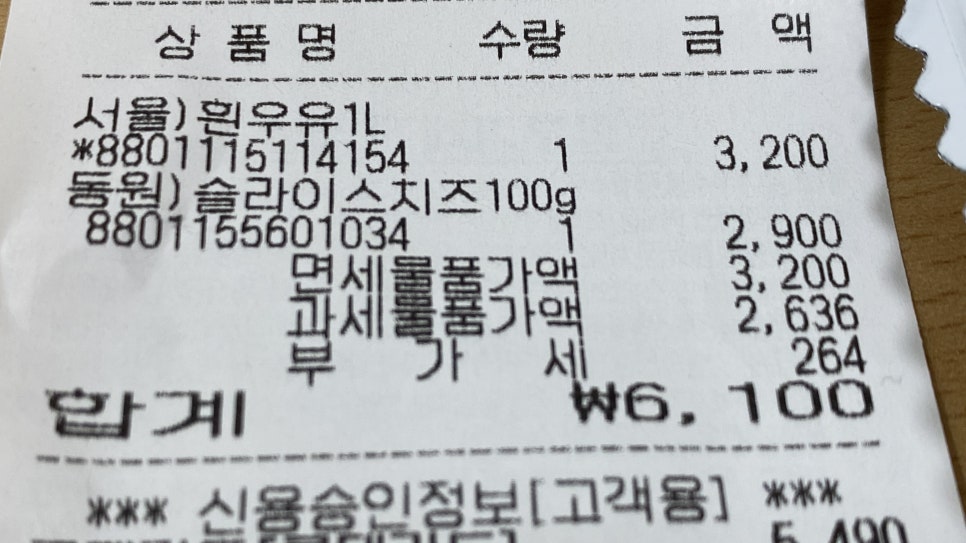 상 품 명 수량 금 액
서울)흰우유1L
*8801115114154 1 3,200
동원)슬라이스치즈100g
8801155601034 1 2,900
면세물품가액 3,200
과세물품가액 2,636
부 가 세 264
합계 ₩6,100
*** 신용승인정보[고객용] ***
5,490